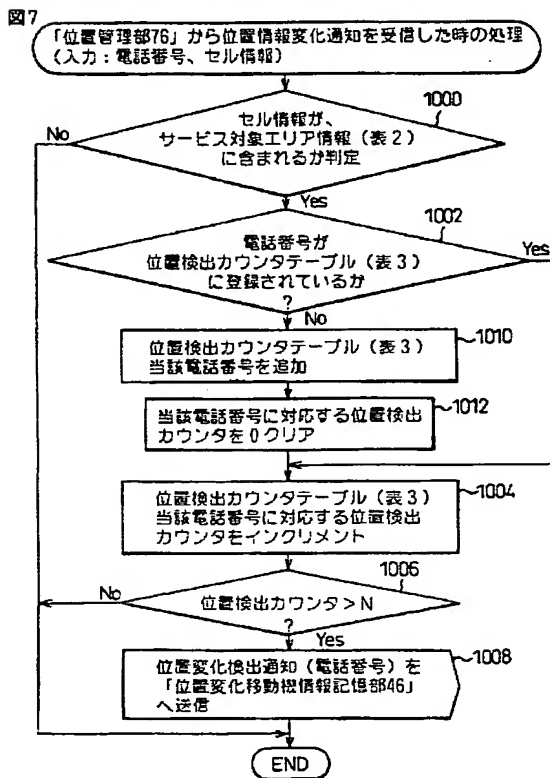 図7
「位置管理部76」から位置情報変化通知を受信した時の処理
(入力:電話番号、セル情報)
1000
セル情報が、
サービス対象エリア情報(表2)
に含まれるか判定
No
Yes
1002
電話番号が
位置検出カウンタテーブル(表3)
に登録されているか
?
Yes
No
1010
位置検出カウンタテーブル(表3)
当該電話番号を追加
1012
当該電話番号に対応する位置検出
カウンタを0クリア
1004
位置検出カウンタテーブル(表3)
当該電話番号に対応する位置検出
カウンタをインクリメント
1006
位置検出カウンタ>N
?
No
Yes
1008
位置変化検出通知(電話番号)を
「位置変化移動機情報記憶部46」
へ送信
END